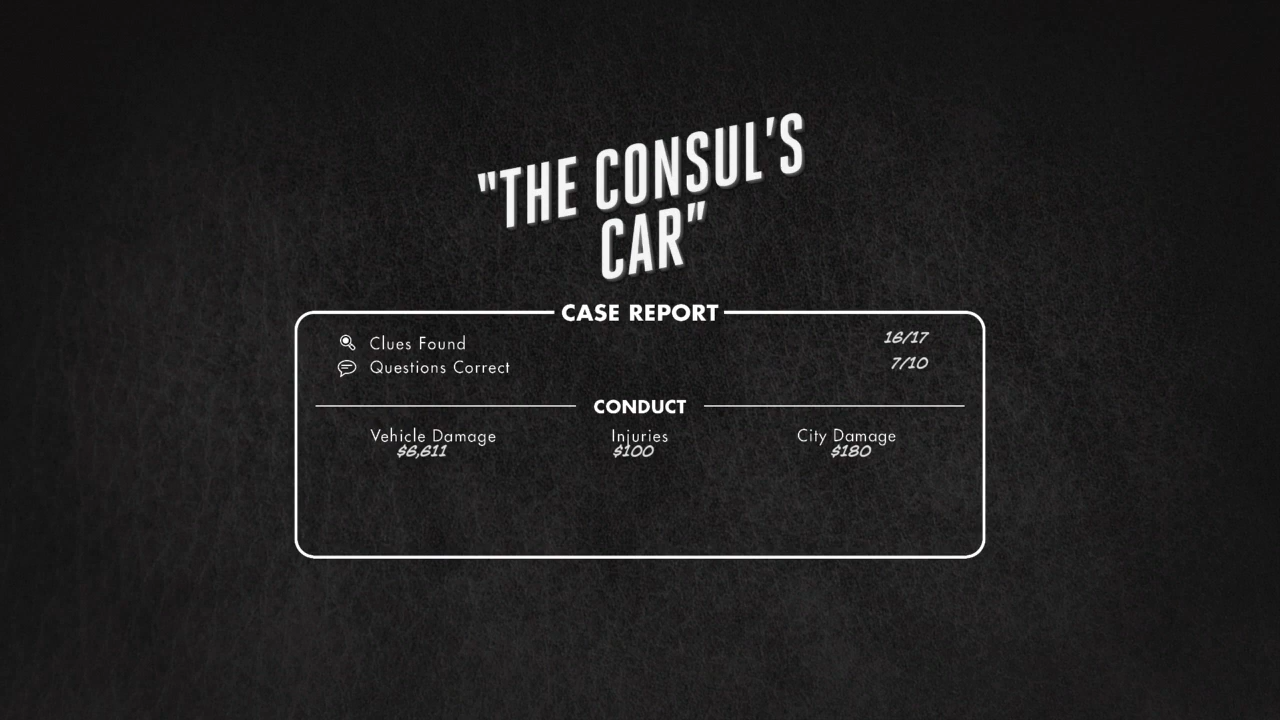 "THE CONSUL'S
CAR"
CASE REPORT
Clues Found 16/17
Questions Correct 7/10
CONDUCT
Vehicle Damage Injuries City Damage
$6,611 $100 $180